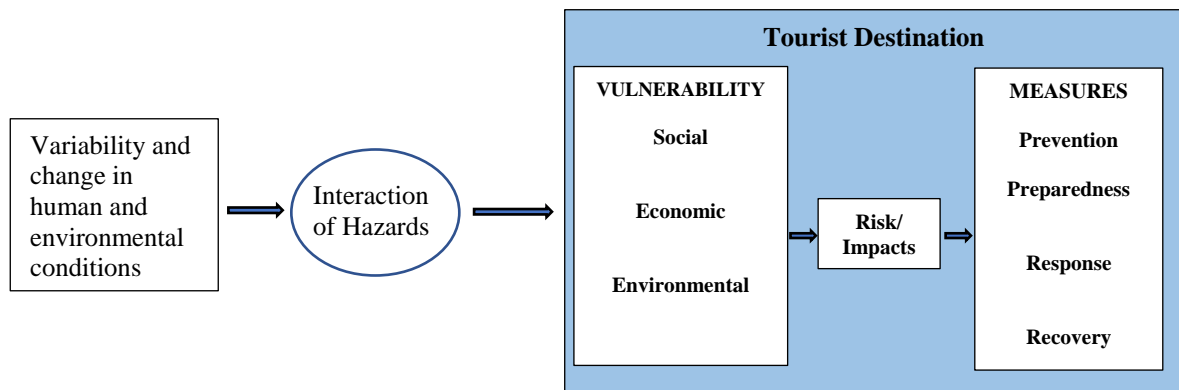 Tourist Destination
Variability and
change in
human and
environmental
conditions
Interaction
of Hazards
VULNERABILITY
Social
Economic
Environmental
Risk/
Impacts
MEASURES
Prevention
Preparedness
Response
Recovery